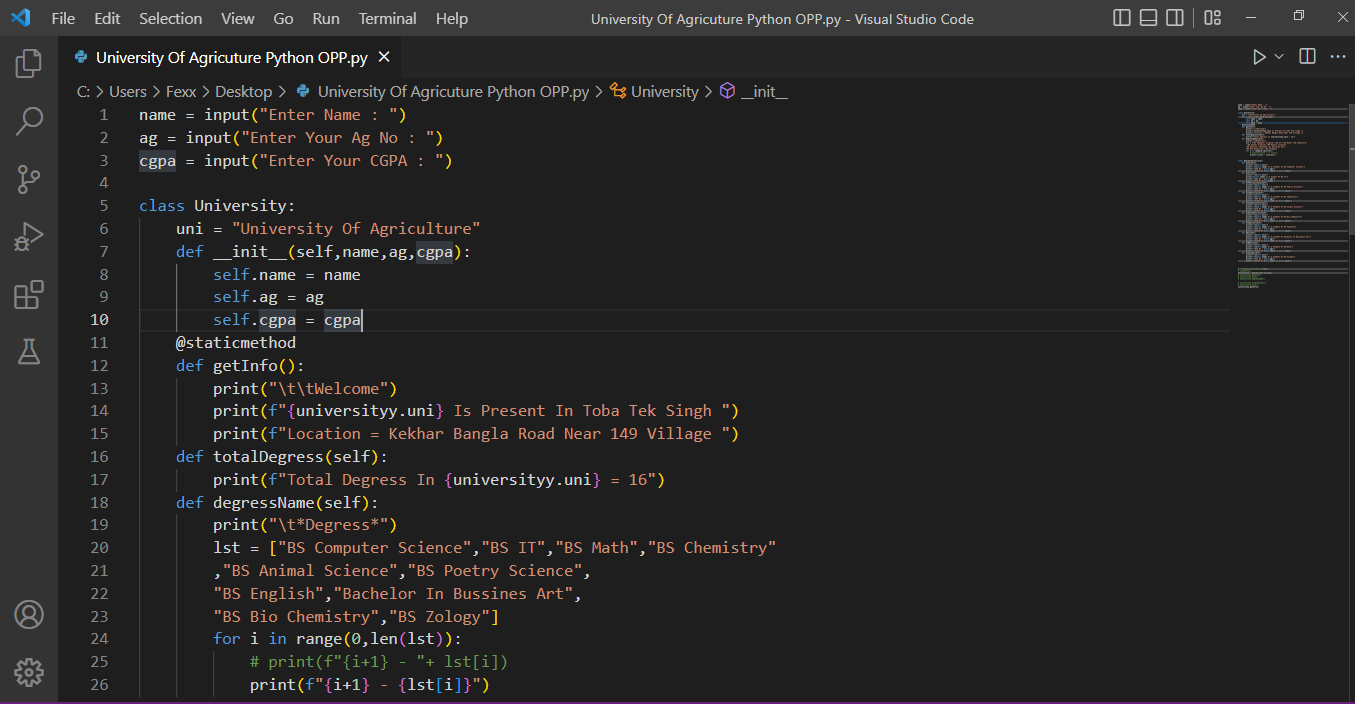 File Edit Selection View Go Run Terminal Help University Of Agricuture Python OPP.py - Visual Studio Code
University Of Agricuture Python OPP.py
C: > Users > Fexx > Desktop > University Of Agricuture Python OPP.py > University > __init__
1 name = input("Enter Name : ")
2 ag = input("Enter Your Ag No : ")
3 cgpa = input("Enter Your CGPA : ")
4
5 class University:
6 uni = "University Of Agriculture"
7 def __init__(self,name,ag,cgpa):
8 self.name = name
9 self.ag = ag
10 self.cgpa = cgpa
11 @staticmethod
12 def getInfo():
13 print("\t\tWelcome")
14 print(f"{universityy.uni} Is Present In Toba Tek Singh ")
15 print(f"Location = Kekhar Bangla Road Near 149 Village ")
16 def totalDegress(self):
17 print(f"Total Degress In {universityy.uni} = 16")
18 def degressName(self):
19 print("\t*Degress*")
20 lst = ["BS Computer Science","BS IT","BS Math","BS Chemistry"
21 ,"BS Animal Science","BS Poetry Science",
22 "BS English","Bachelor In Bussines Art",
23 "BS Bio Chemistry","BS Zology"]
24 for i in range(0,len(lst)):
25 # print(f"{i+1} - "+ lst[i])
26 print(f"{i+1} - {lst[i]}")